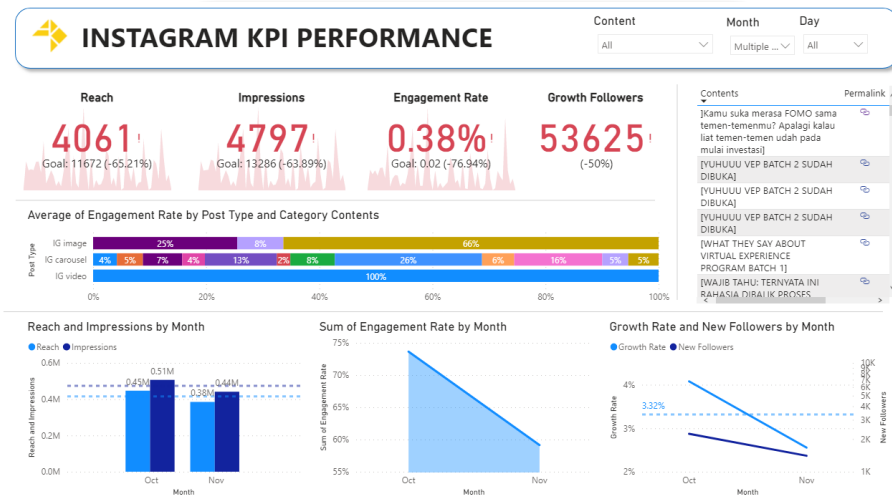 INSTAGRAM KPI PERFORMANCE
Content
All
Month
Multiple ...
Day
All
Reach
4061!
Goal: 11672 (-65.21%)
Impressions
4797!
Goal: 13286 (-63.89%)
Engagement Rate
0.38%!
Goal: 0.02 (-76.94%)
Growth Followers
53625!
(-50%)
Contents
Permalink
]Kamu suka merasa FOMO sama
temen-temenmu? Apalagi kalau
liat temen-temen udah pada
mulai investasi]
[YUHUUU VEP BATCH 2 SUDAH
DIBUKA]
[YUHUUU VEP BATCH 2 SUDAH
DIBUKA]
[YUHUUU VEP BATCH 2 SUDAH
DIBUKA]
[WHAT THEY SAY ABOUT
VIRTUAL EXPERIENCE
PROGRAM BATCH 1]
[WAJIB TAHU: TERNYATA INI
RAHASIA DIBALIK PROSES
Average of Engagement Rate by Post Type and Category Contents
Post Type
IG image
25% 8% 66%
IG carousel
4% 5% 7% 4% 13% 2% 8% 26% 6% 16% 5% 5%
IG video
100%
0% 20% 40% 60% 80% 100%
Reach and Impressions by Month
Reach Impressions
Reach and Impressions
0.6M
0.4M
0.2M
0.0M
0.45M
0.51M
0.38M
0.44M
Oct Nov
Month
Sum of Engagement Rate by Month
Sum of Engagement Rate
75%
70%
65%
60%
55%
Oct Nov
Month
Growth Rate and New Followers by Month
Growth Rate New Followers
Growth Rate
4%
3%
2%
3.32%
10K
9K
8K
7K
6K
5K
4K
3K
2K
1K
New Followers
Oct Nov
Month